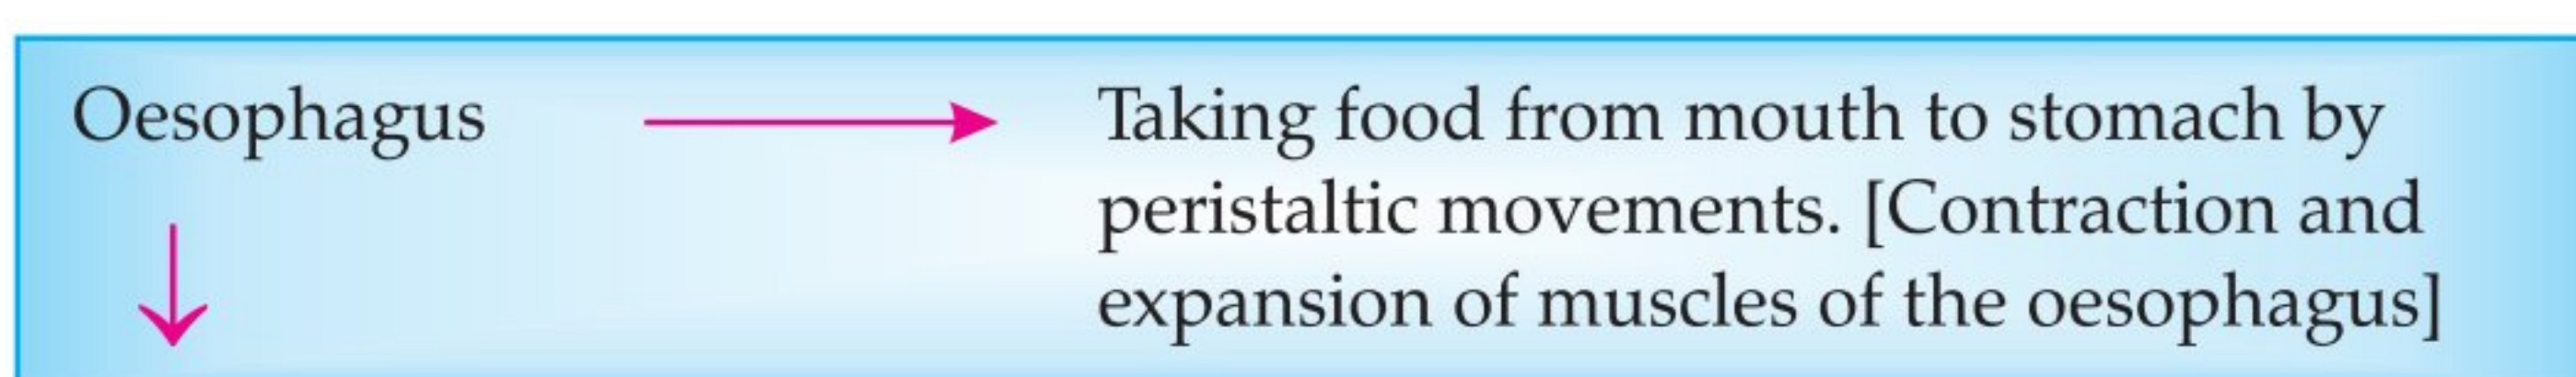 Oesophagus
Taking food from mouth to stomach by
peristaltic movements. [Contraction and
expansion of muscles of the oesophagus]